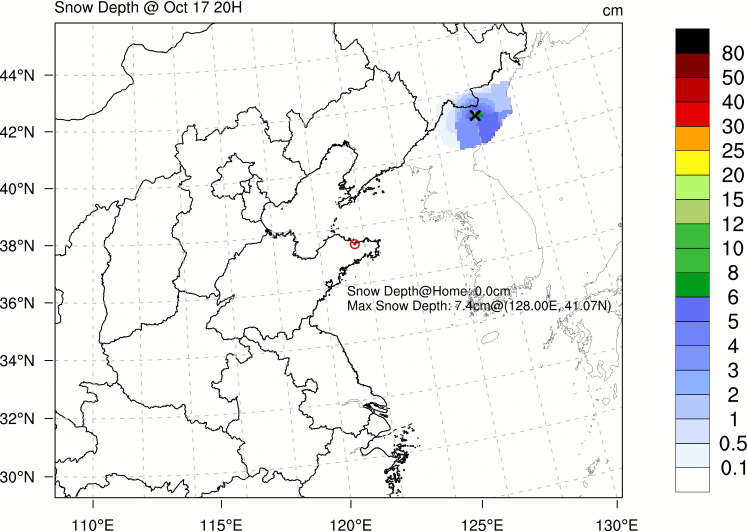 Snow Depth @ Oct 17 20H
cm
44°N
42°N
40°N
38°N
36°N
34°N
32°N
30°N
110°E
115°E
120°E
125°E
130°E
Snow Depth@Home: 0.0cm
Max Snow Depth: 7.4cm@(128.00E, 41.07N)
80
50
40
30
25
20
15
12
10
8
6
5
4
3
2
1
0.5
0.1